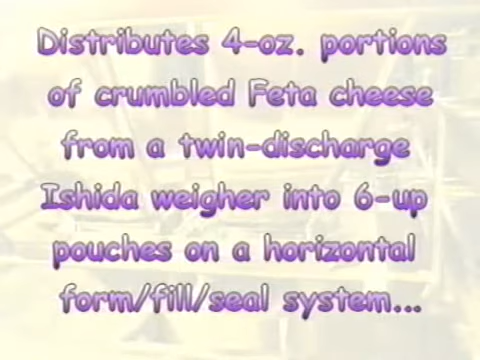 Distributes 4-oz. portions
of crumbled Feta cheese
from a twin-discharge
Ishida weigher into 6-up
pouches on a horizontal
form/fill/seal system...